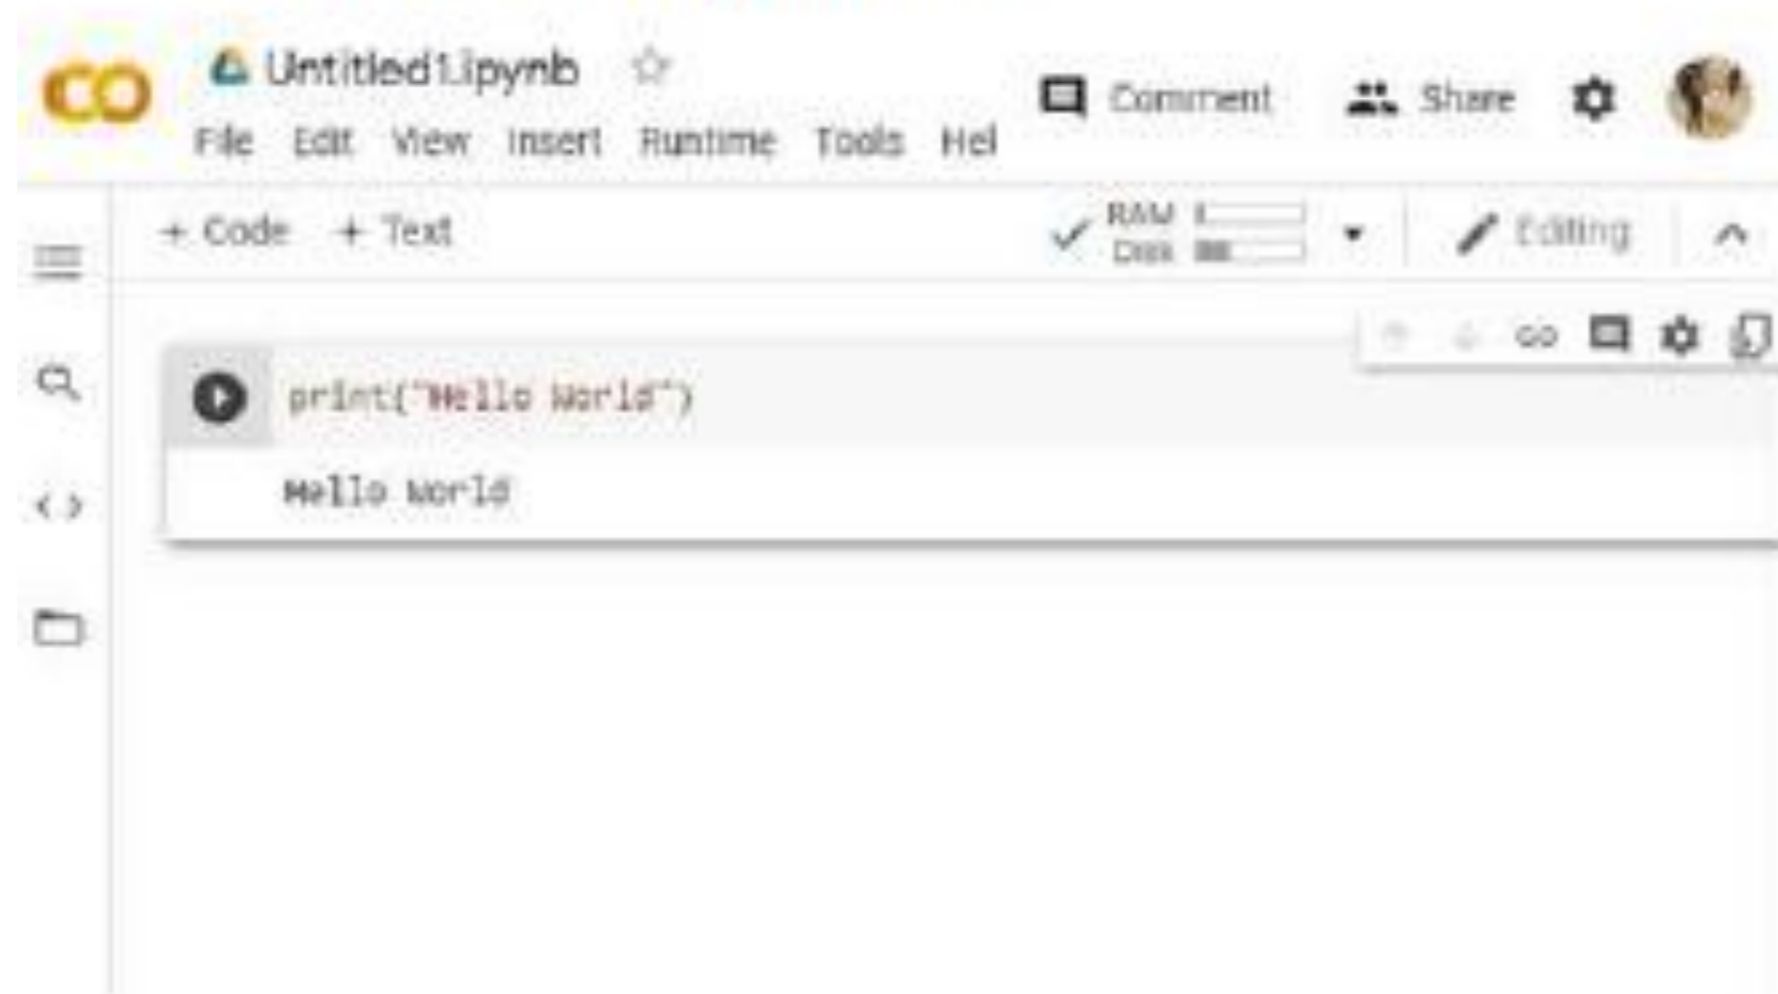 CO
Untitled1.ipynb
Comment
Share
File Edit View Insert Runtime Tools Hel
+ Code + Text
RAM
Disk
Editing
print("Hello World")
Hello World